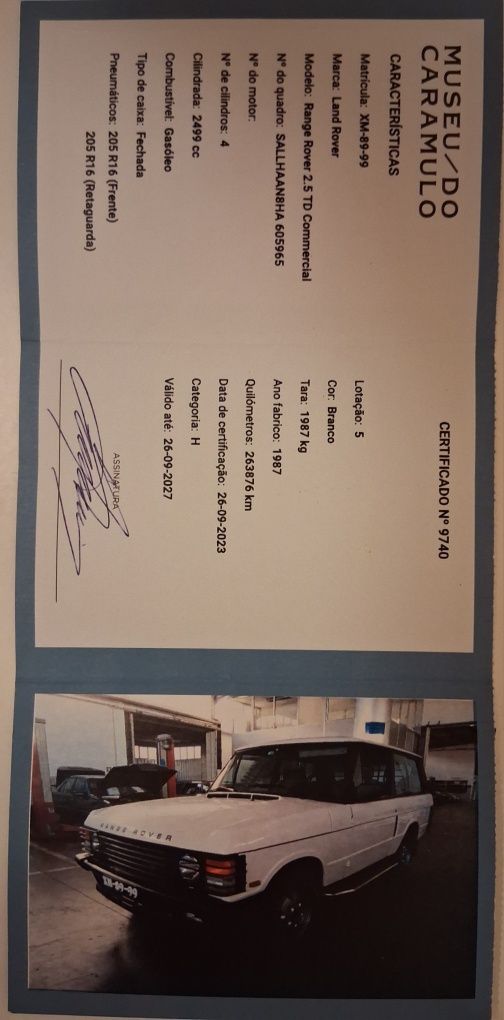 MUSEU/DO
CARAMULO
CERTIFICADO Nº 9740
CARACTERÍSTICAS
Matrícula: XM-89-99
Marca: Land Rover
Modelo: Range Rover 2.5 TD Commercial
Nº do quadro: SALLHAAN8HA 605965
Nº do motor:
Nº de cilindros: 4
Cilindrada: 2499 cc
Combustível: Gasóleo
Tipo de caixa: Fechada
Pneumáticos: 205 R16 (Frente)
205 R16 (Retaguarda)
Lotação: 5
Cor: Branco
Tara: 1987 kg
Ano fabrico: 1987
Quilómetros: 263876 km
Data de certificação: 26-09-2023
Categoria: H
Válido até: 26-09-2027
ASSINATURA
RANGE ROVER
XM-89-99